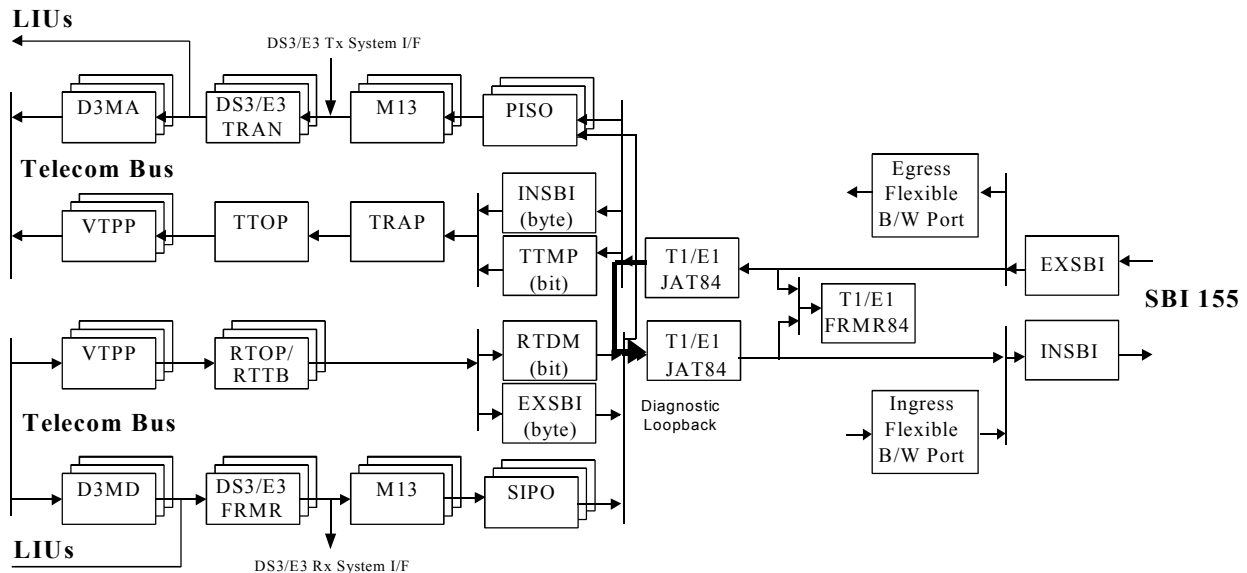 LIUs
DS3/E3 Tx System I/F
D3MA
DS3/E3
TRAN
M13
PISO
Telecom Bus
VTPP
TTOP
TRAP
INSBI
(byte)
TTMP
(bit)
T1/E1
JAT84
Egress
Flexible
B/W Port
EXSBI
T1/E1
FRMR84
SBI 155
VTPP
RTOP/
RTTB
RTDM
(bit)
T1/E1
JAT84
INSBI
EXSBI
(byte)
Diagnostic
Loopback
Ingress
Flexible
B/W Port
Telecom Bus
D3MD
DS3/E3
FRMR
M13
SIPO
LIUs
DS3/E3 Rx System I/F